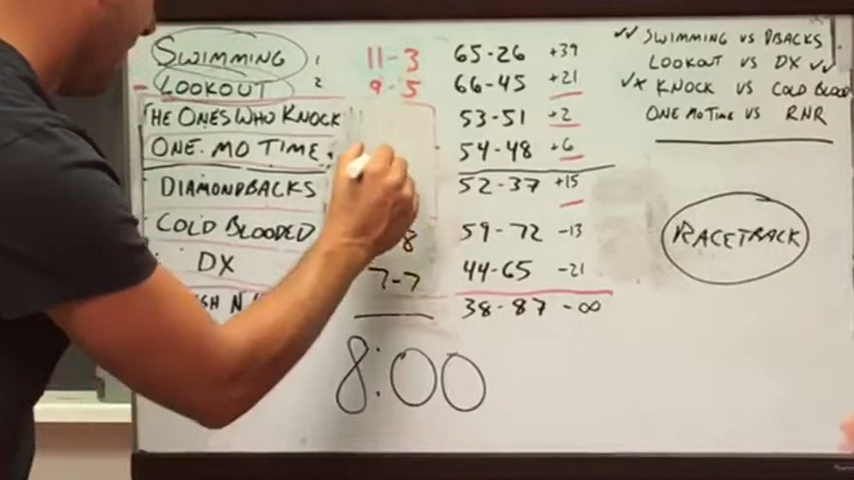 SWIMMING 1 11-3 65-26 +39
LOOKOUT 2 9-5 66-45 +21
THE ONES WHO KNOCK 53-51 +2
ONE MO TIME 54-48 +6
DIAMONDBACKS 52-37 +15
COLD BLOODED 8 59-72 -13
DX 7-7 44-65 -21
38-87 -∞
8:00
✓✓ SWIMMING VS DBACKS
LOOKOUT VS DX ✓✓
✓x KNOCK VS COLD BLOOD
ONE MO TIME VS RNR
RACETRACK